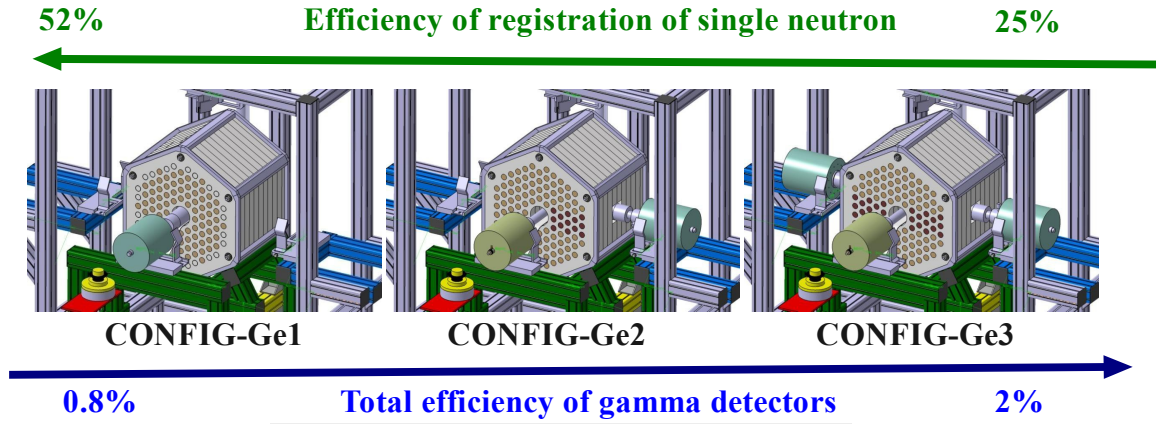 52% Efficiency of registration of single neutron 25%
CONFIG-Ge1 CONFIG-Ge2 CONFIG-Ge3
0.8% Total efficiency of gamma detectors 2%